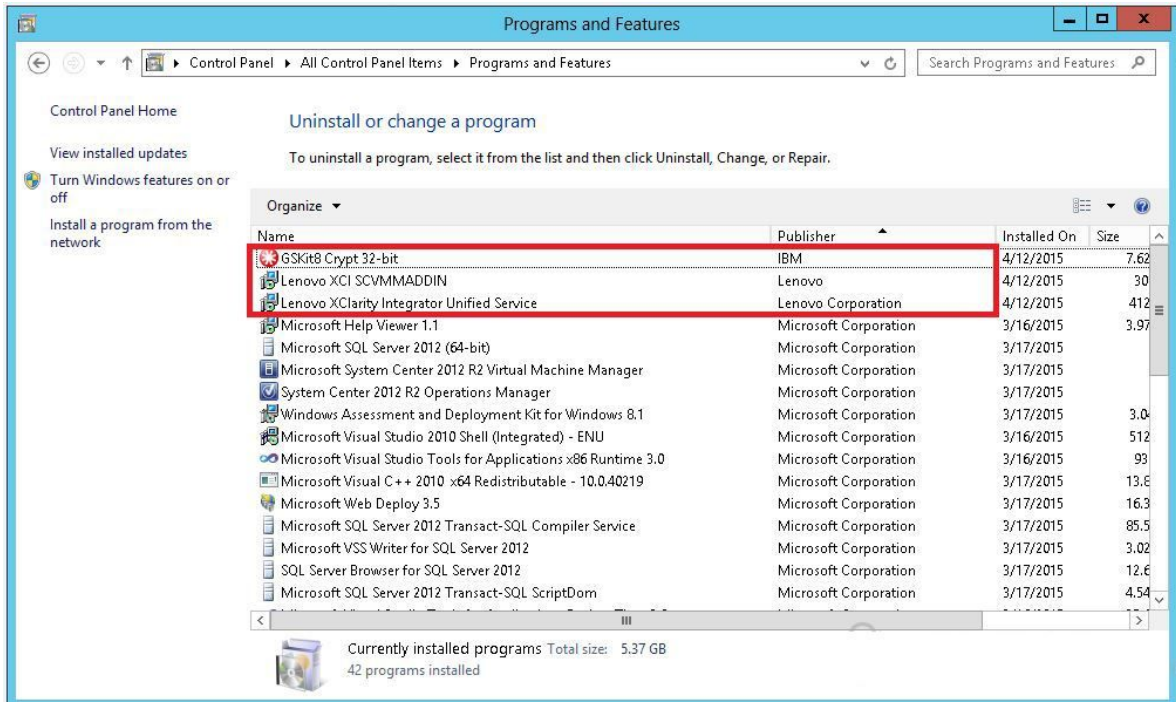 Programs and Features
Control Panel All Control Panel Items Programs and Features
Search Programs and Features
Control Panel Home
View installed updates
Turn Windows features on or
off
Install a program from the
network
Uninstall or change a program
To uninstall a program, select it from the list and then click Uninstall, Change, or Repair.
Organize
Name Publisher Installed On Size
GSKit8 Crypt 32-bit IBM 4/12/2015 7.62
Lenovo XCI SCVMMADDIN Lenovo 4/12/2015 30
Lenovo XClarity Integrator Unified Service Lenovo Corporation 4/12/2015 412
Microsoft Help Viewer 1.1 Microsoft Corporation 3/16/2015 3.97
Microsoft SQL Server 2012 (64-bit) Microsoft Corporation 3/17/2015
Microsoft System Center 2012 R2 Virtual Machine Manager Microsoft Corporation 3/17/2015
System Center 2012 R2 Operations Manager Microsoft Corporation 3/17/2015
Windows Assessment and Deployment Kit for Windows 8.1 Microsoft Corporation 3/17/2015 3.0
Microsoft Visual Studio 2010 Shell (Integrated) - ENU Microsoft Corporation 3/16/2015 512
Microsoft Visual Studio Tools for Applications x86 Runtime 3.0 Microsoft Corporation 3/16/2015 93
Microsoft Visual C++ 2010 x64 Redistributable - 10.0.40219 Microsoft Corporation 3/17/2015 13.8
Microsoft Web Deploy 3.5 Microsoft Corporation 3/17/2015 16.3
Microsoft SQL Server 2012 Transact-SQL Compiler Service Microsoft Corporation 3/17/2015 85.5
Microsoft VSS Writer for SQL Server 2012 Microsoft Corporation 3/17/2015 3.02
SQL Server Browser for SQL Server 2012 Microsoft Corporation 3/17/2015 12.6
Microsoft SQL Server 2012 Transact-SQL ScriptDom Microsoft Corporation 3/17/2015 4.54
Currently installed programs Total size: 5.37 GB
42 programs installed